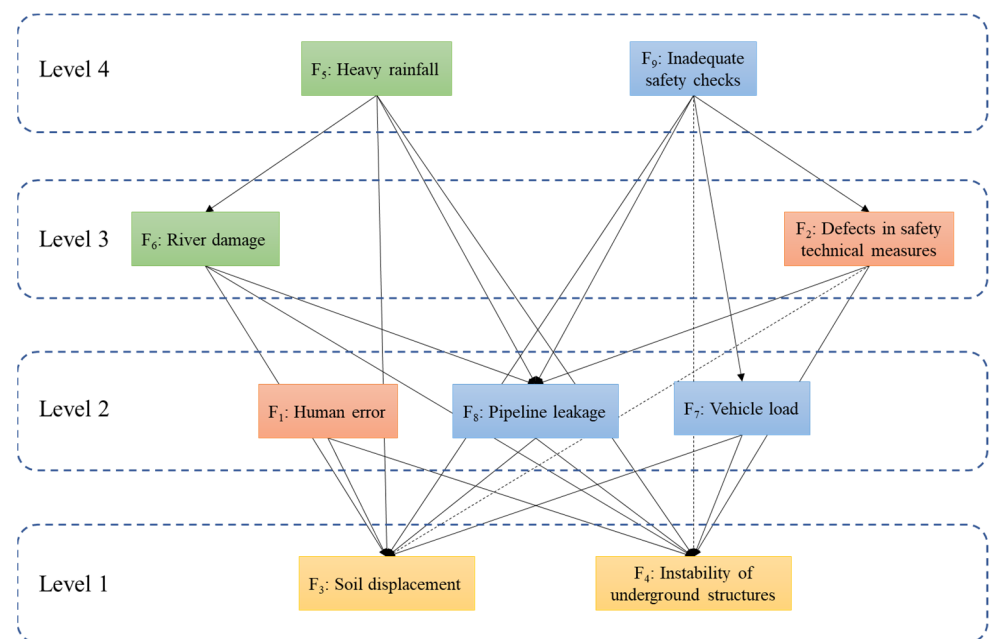 Level 4
F5: Heavy rainfall
F9: Inadequate
safety checks
Level 3
F6: River damage
F2: Defects in safety
technical measures
Level 2
F1: Human error
F8: Pipeline leakage
F7: Vehicle load
Level 1
F3: Soil displacement
F4: Instability of
underground structures